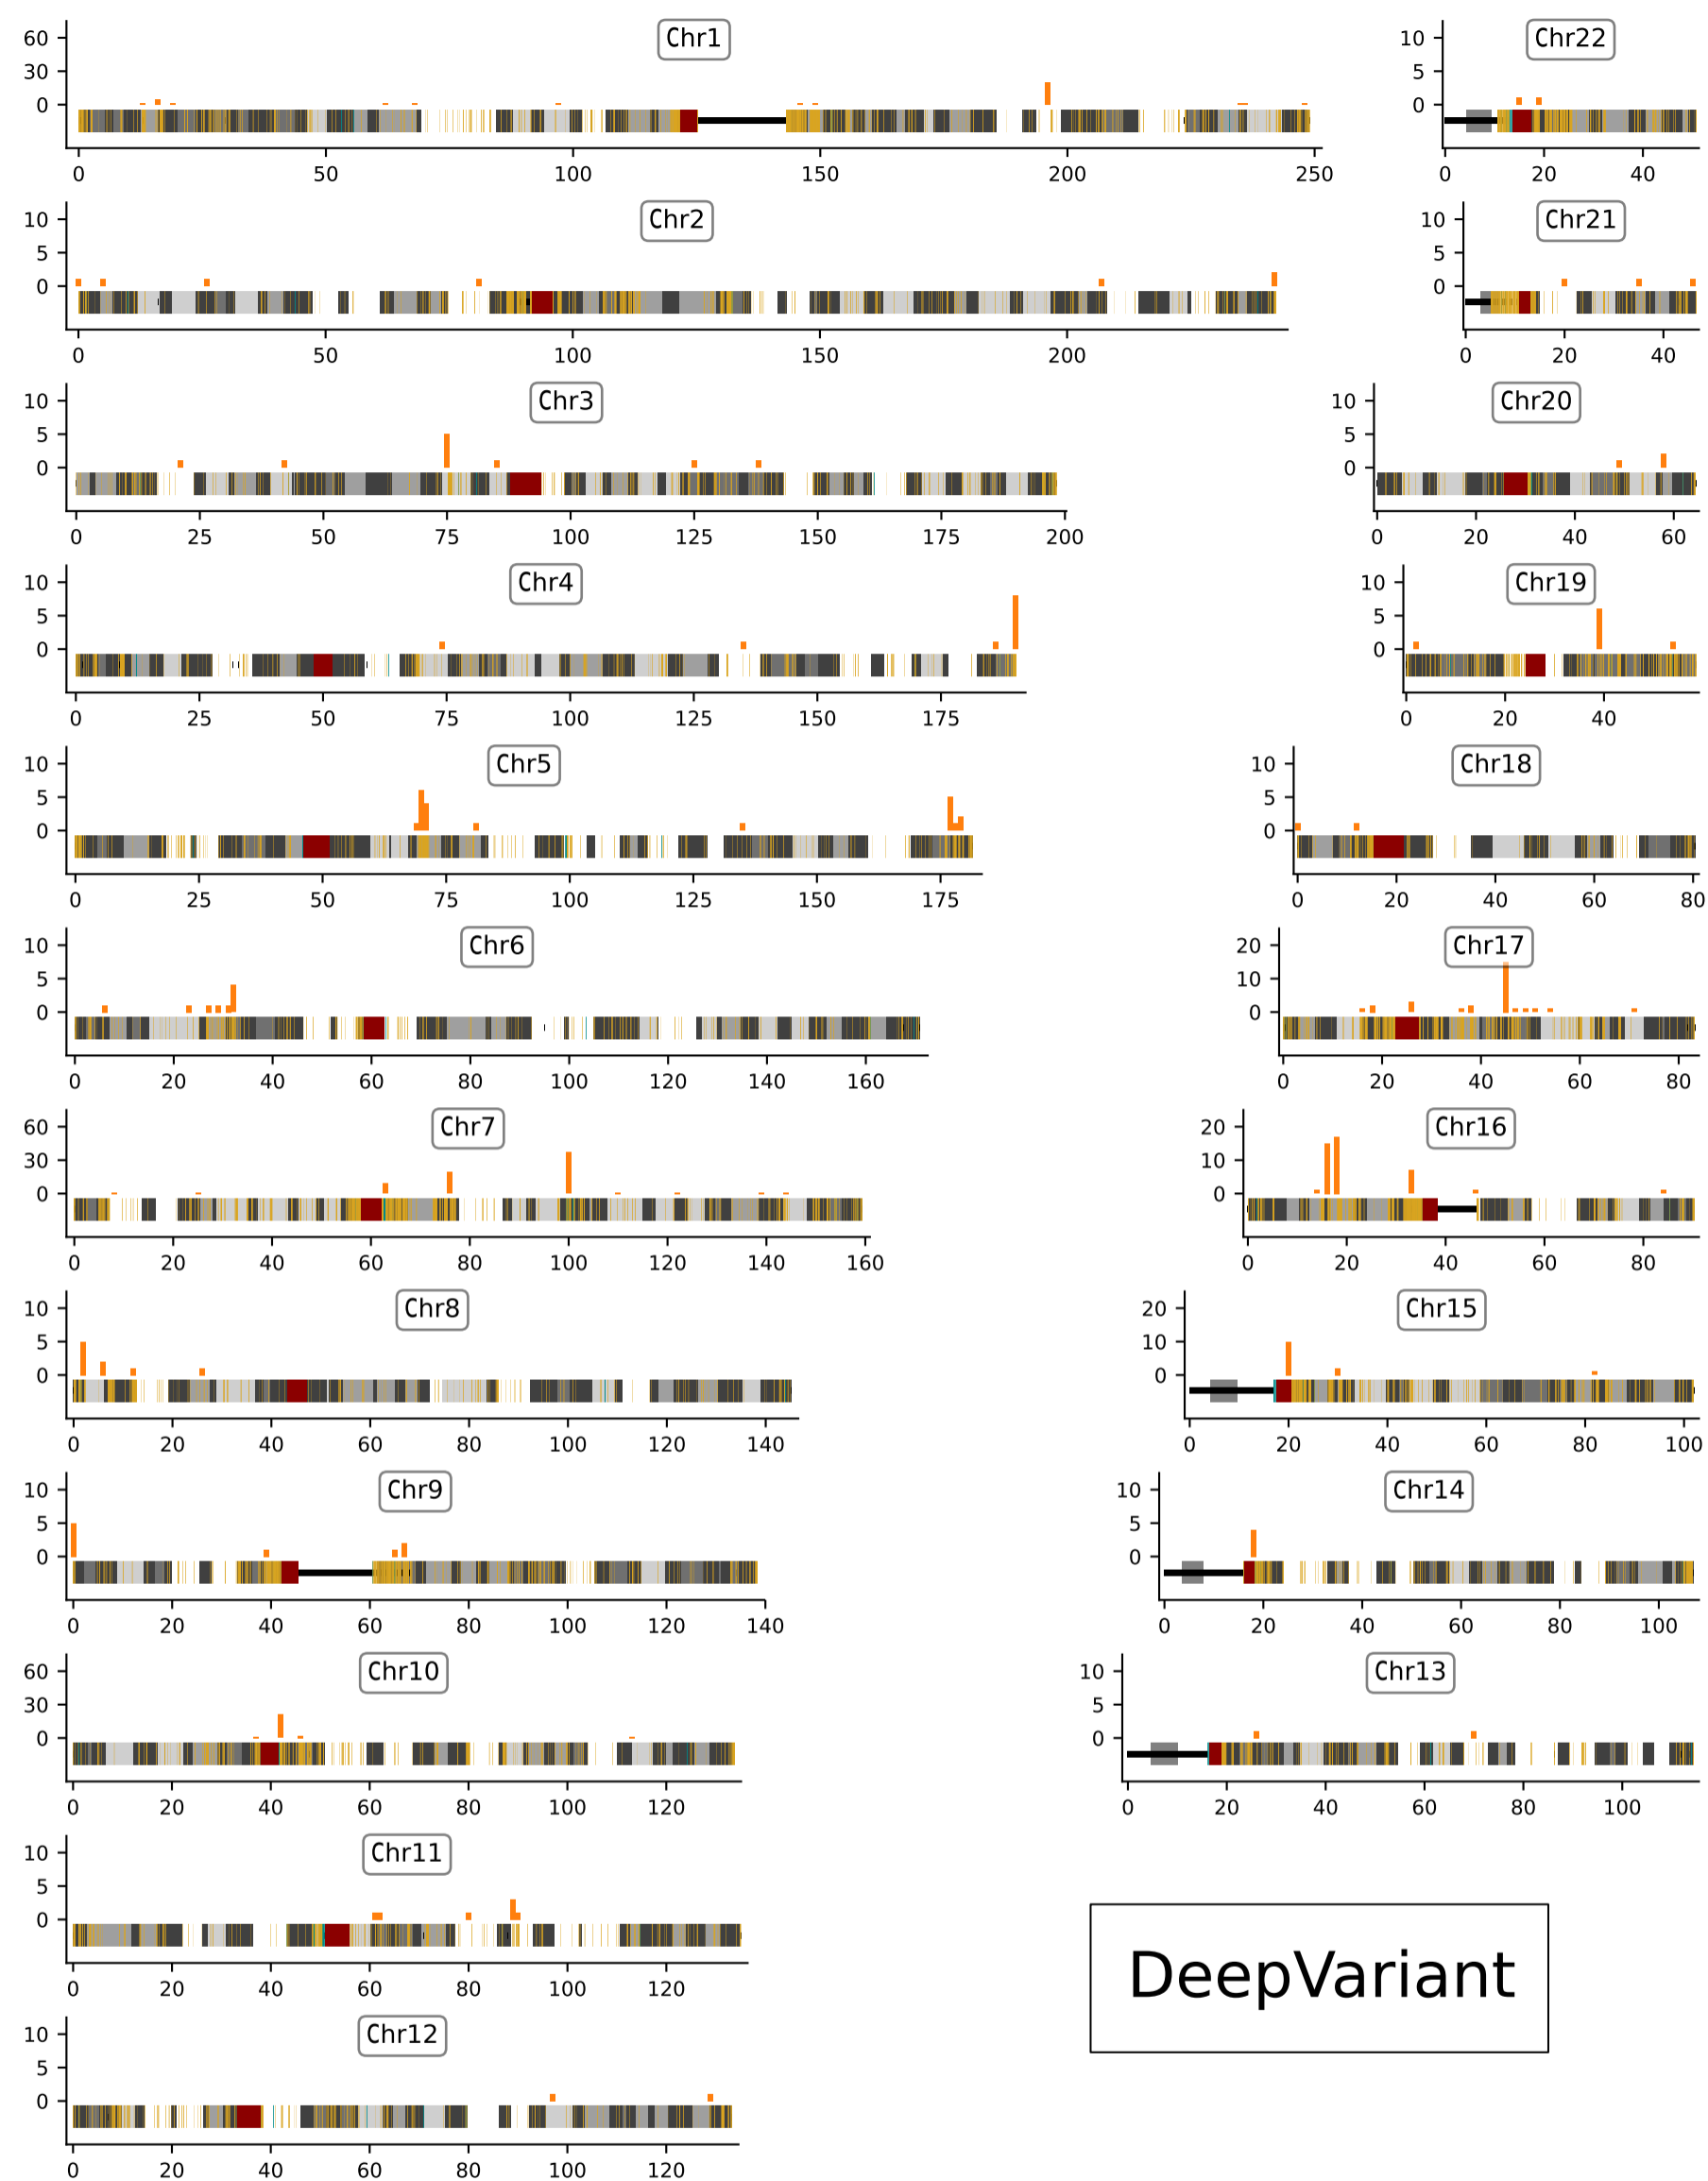 60 Chr1 10 Chr22
30 5
0 0
0 50 100 150 200 250 0 20 40
10 Chr2 10 Chr21
5 5
0 0
0 50 100 150 200 0 20 40
10 Chr3 10 Chr20
5 5
0 0
0 25 50 75 100 125 150 175 200 0 20 40 60
10 Chr4 10 Chr19
5 5
0 0
0 25 50 75 100 125 150 175 0 20 40
10 Chr5 10 Chr18
5 5
0 0
0 25 50 75 100 125 150 175 0 20 40 60 80
10 Chr6 20 Chr17
5 10
0 0
0 20 40 60 80 100 120 140 160 0 20 40 60 80
60 Chr7 20 Chr16
30 10
0 0
0 20 40 60 80 100 120 140 160 0 20 40 60 80
10 Chr8 20 Chr15
5 10
0 0
0 20 40 60 80 100 120 140 0 20 40 60 80 100
10 Chr9 10 Chr14
5 5
0 0
0 20 40 60 80 100 120 140 0 20 40 60 80 100
60 Chr10 10 Chr13
30 5
0 0
0 20 40 60 80 100 120 0 20 40 60 80 100
10 Chr11
5
0
0 20 40 60 80 100 120
DeepVariant
10 Chr12
5
0
0 20 40 60 80 100 120